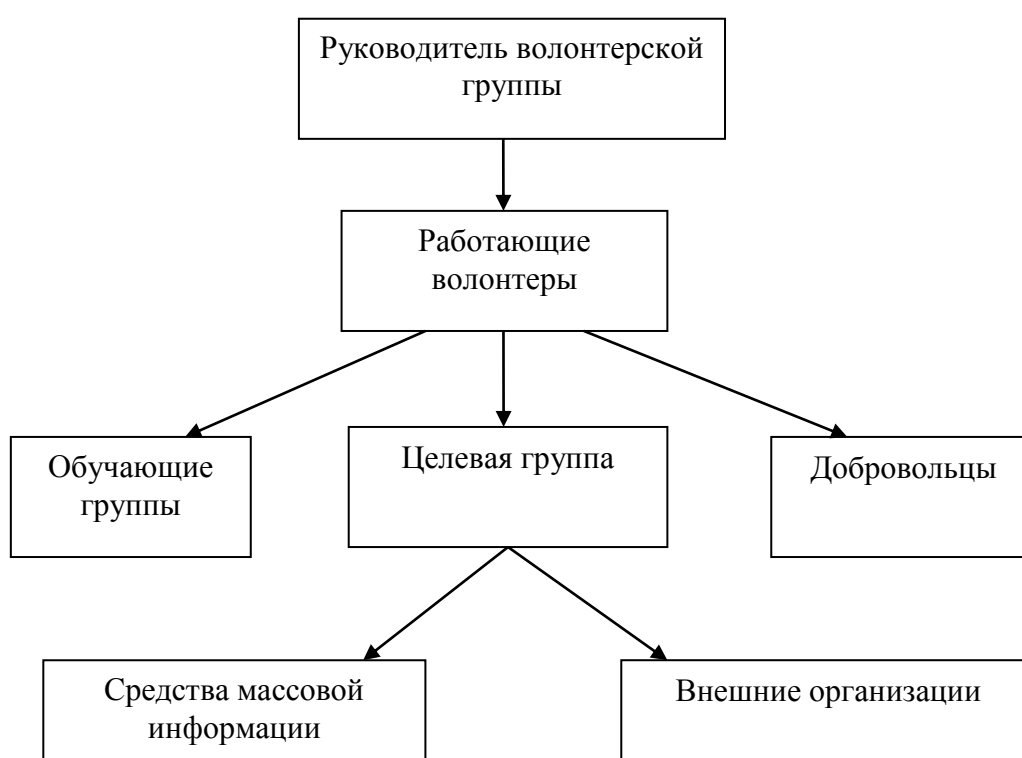 Руководитель волонтерской
группы
Работающие
волонтеры
Обучающие
группы
Целевая группа
Добровольцы
Средства массовой
информации
Внешние организации